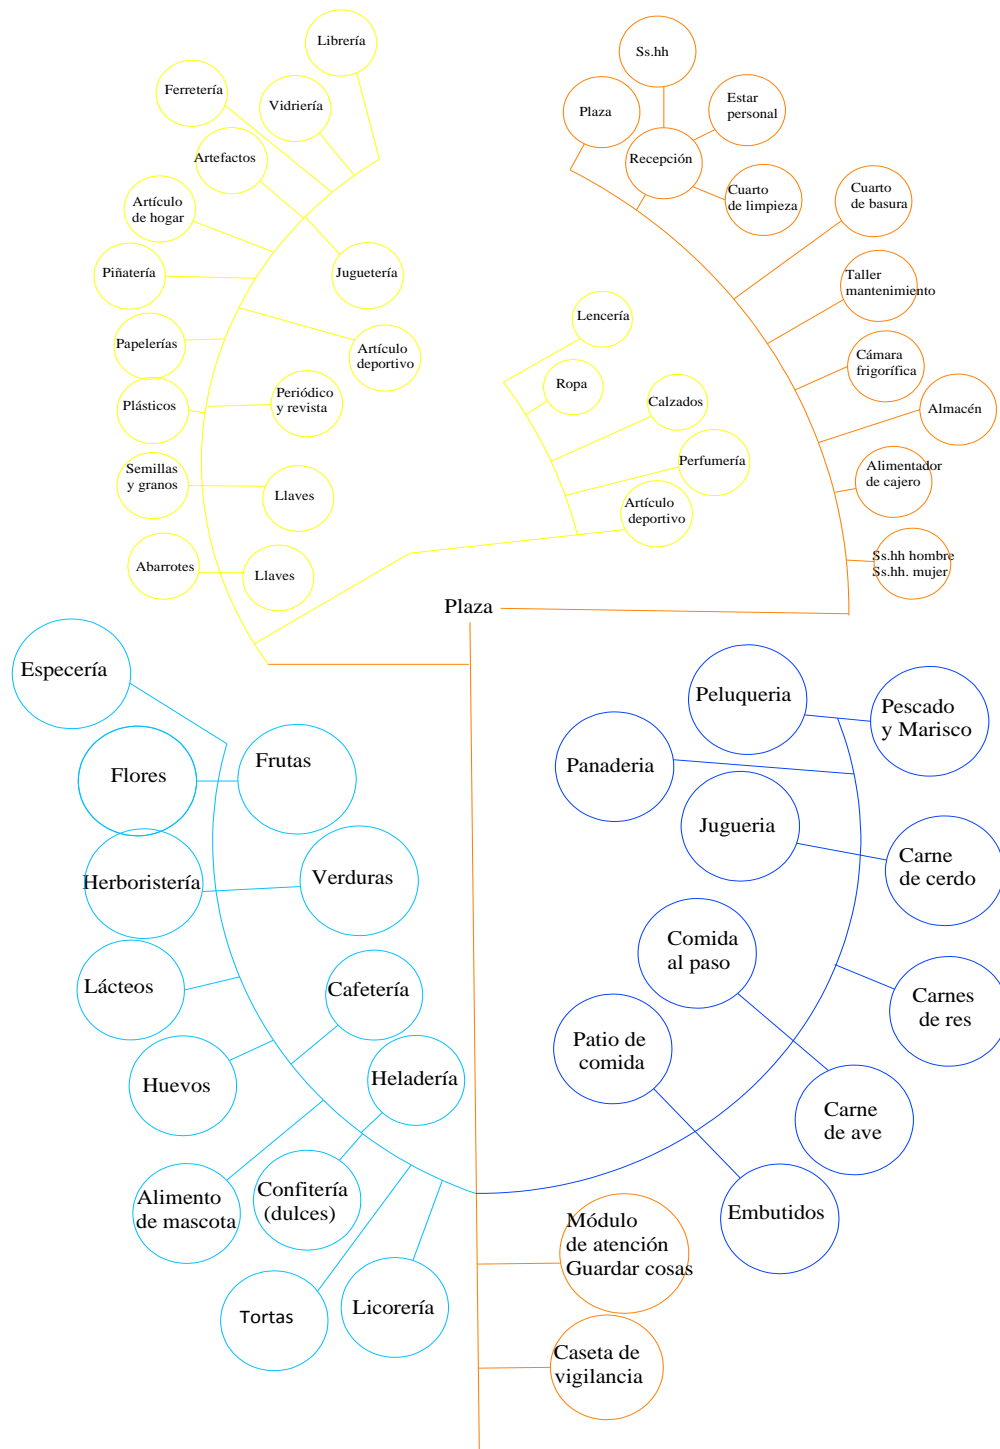 Librería
Ferretería
Vidriería
Artefactos
Artículo
de hogar
Piñatería
Juguetería
Papelerías
Artículo
deportivo
Plásticos
Periódico
y revista
Semillas
y granos
Llaves
Abarrotes
Llaves
Lencería
Ropa
Calzados
Perfumería
Artículo
deportivo
Ss.hh
Plaza
Estar
personal
Recepción
Cuarto
de limpieza
Cuarto
de basura
Taller
mantenimiento
Cámara
frigorífica
Almacén
Alimentador
de cajero
Ss.hh hombre
Ss.hh. mujer
Plaza
Especería
Flores
Frutas
Herboristería
Verduras
Lácteos
Cafetería
Huevos
Heladería
Alimento
de mascota
Confitería
(dulces)
Tortas
Licorería
Peluqueria
Pescado
y Marisco
Panaderia
Jugueria
Carne
de cerdo
Comida
al paso
Carnes
de res
Patio de
comida
Carne
de ave
Embutidos
Módulo
de atención
Guardar cosas
Caseta de
vigilancia